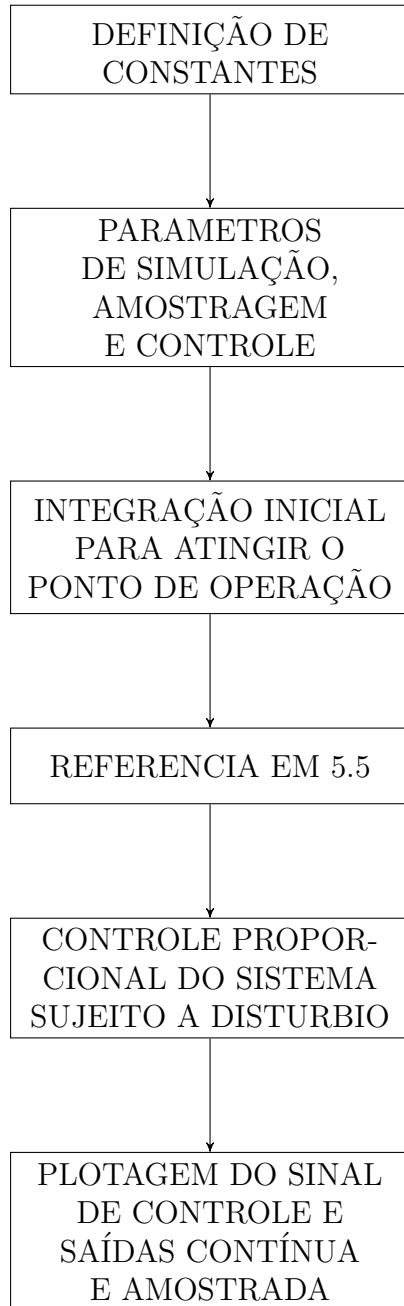 DEFINIÇÃO DE
CONSTANTES
PARAMETROS
DE SIMULAÇÃO,
AMOSTRAGEM
E CONTROLE
INTEGRAÇÃO INICIAL
PARA ATINGIR O
PONTO DE OPERAÇÃO
REFERENCIA EM 5.5
CONTROLE PROPOR-
CIONAL DO SISTEMA
SUJEITO A DISTURBIO
PLOTAGEM DO SINAL
DE CONTROLE E
SAÍDAS CONTÍNUA
E AMOSTRADA